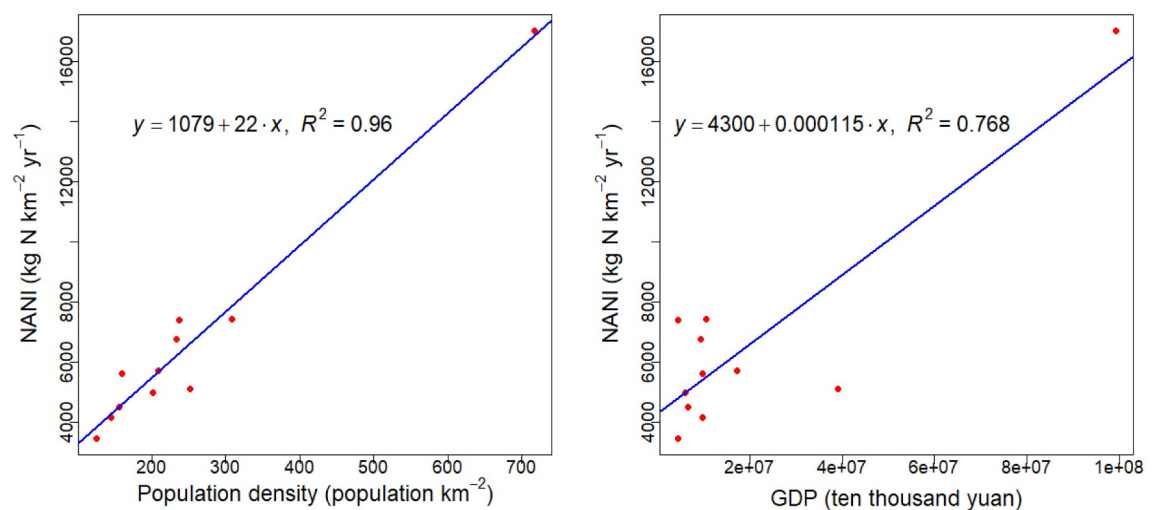 NANI (kg N km⁻² yr⁻¹)
16000
12000
8000
6000
4000
y = 1079 + 22 · x, R² = 0.96
200 300 400 500 600 700
Population density (population km⁻²)
NANI (kg N km⁻² yr⁻¹)
16000
12000
8000
6000
4000
y = 4300 + 0.000115 · x, R² = 0.768
2e+07 4e+07 6e+07 8e+07 1e+08
GDP (ten thousand yuan)